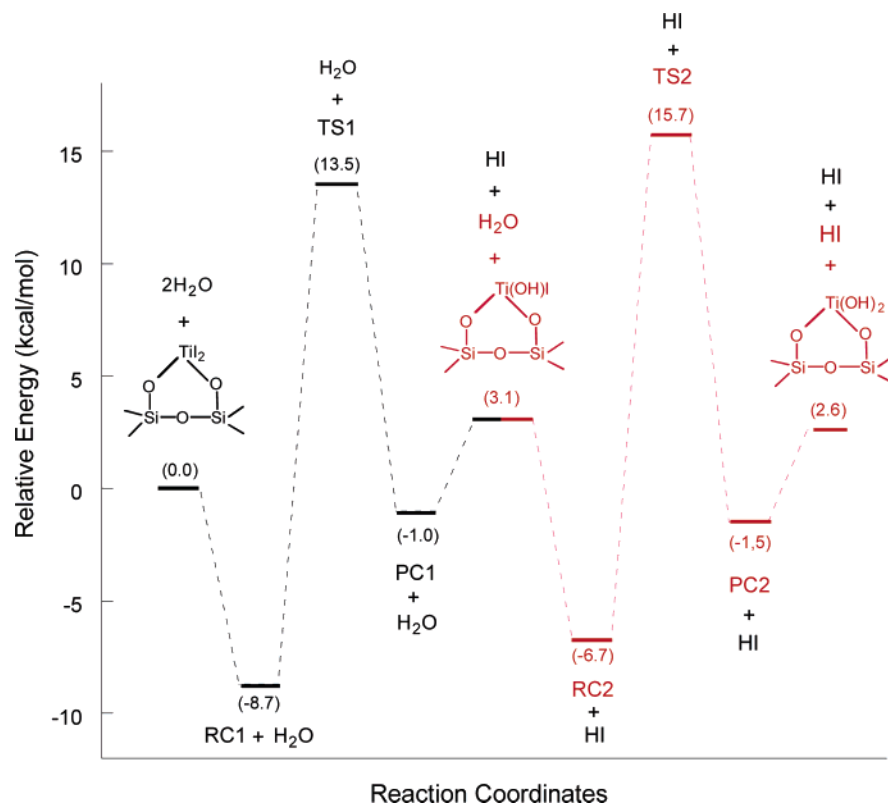 Relative Energy (kcal/mol)
15
10
5
0
-5
-10
2H₂O
+
TiI₂
O O
Si O Si
(0.0)
(-8.7)
RC1 + H₂O
H₂O
+
TS1
(13.5)
(-1.0)
PC1
+
H₂O
HI
+
H₂O
+
Ti(OH)I
O O
Si O Si
(3.1)
(-6.7)
RC2
+
HI
HI
+
TS2
(15.7)
(-1,5)
PC2
+
HI
HI
+
HI
+
Ti(OH)₂
O O
Si O Si
(2.6)
Reaction Coordinates